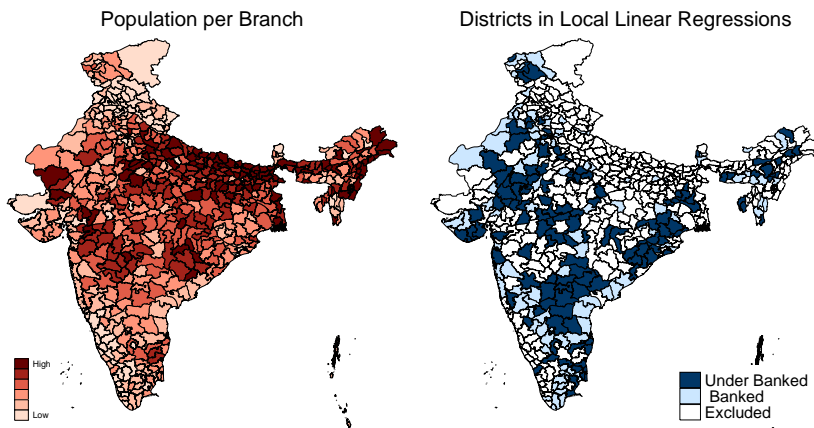 Population per Branch
Districts in Local Linear Regressions
High
Low
Under Banked
Banked
Excluded